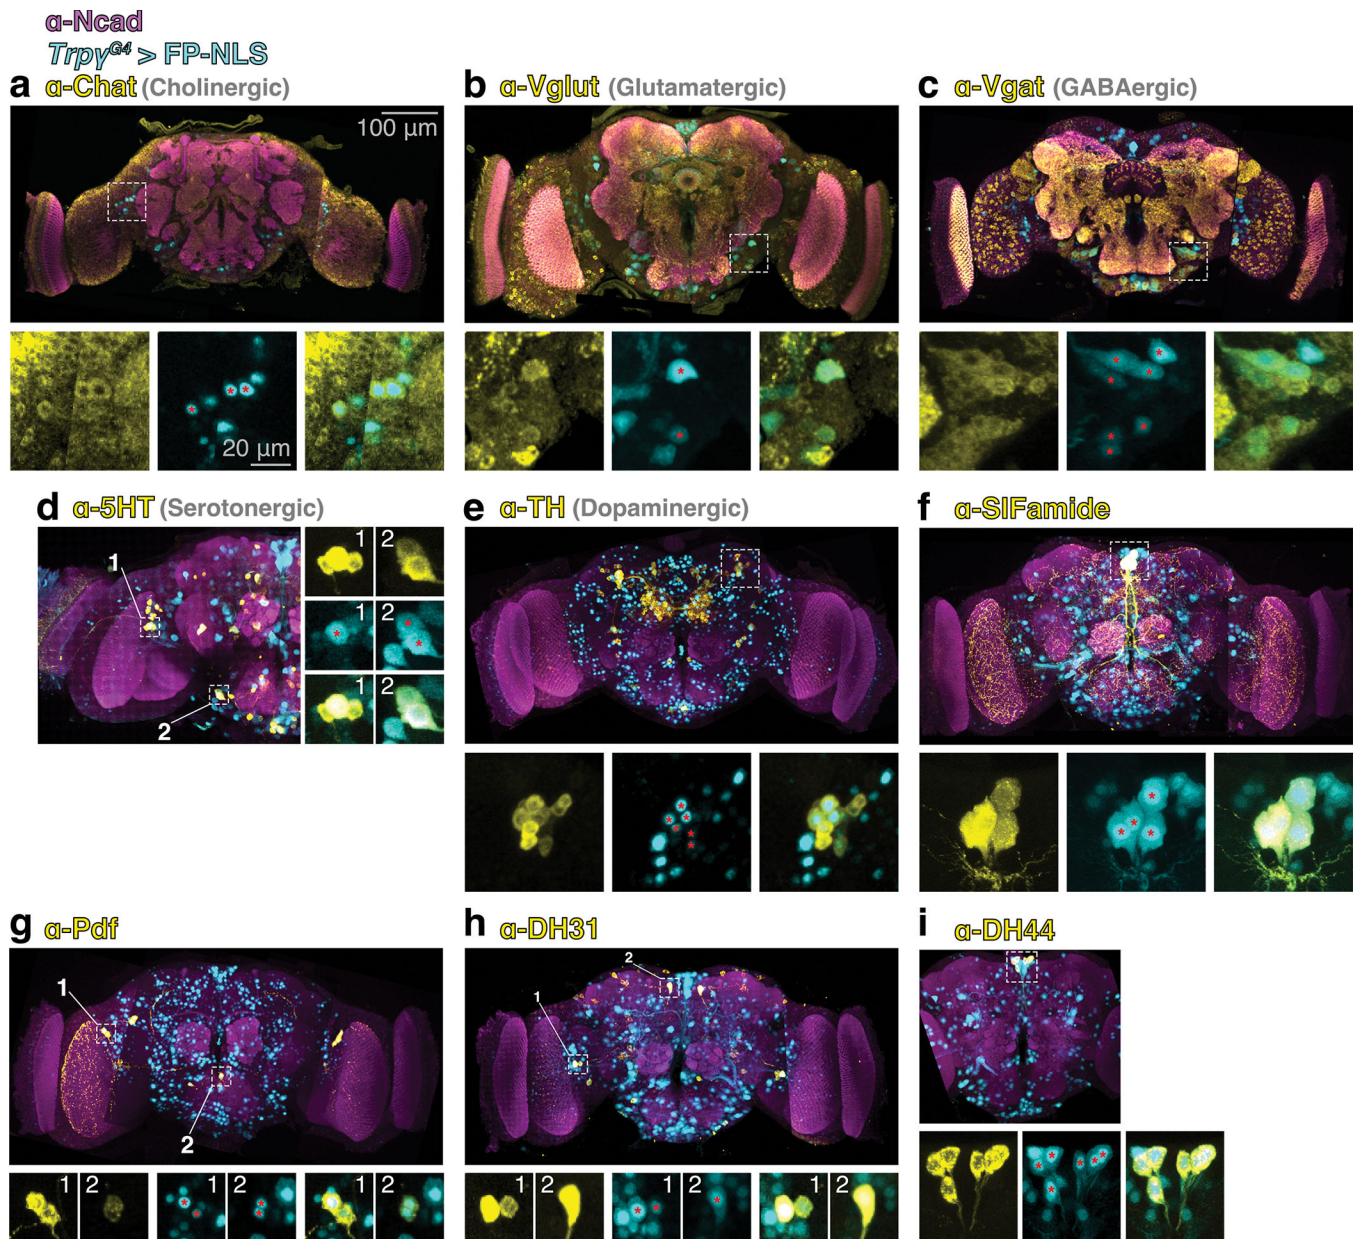 α-Ncad
Trpγ^G4 > FP-NLS
a α-Chat (Cholinergic)
100 µm
20 µm
b α-Vglut (Glutamatergic)
c α-Vgat (GABAergic)
d α-5HT (Serotonergic)
1
2
1 2
1 2
1 2
e α-TH (Dopaminergic)
f α-SIFamide
g α-Pdf
1
2
1 2
1 2
1 2
h α-DH31
2
1
1 2
1 2
1 2
i α-DH44